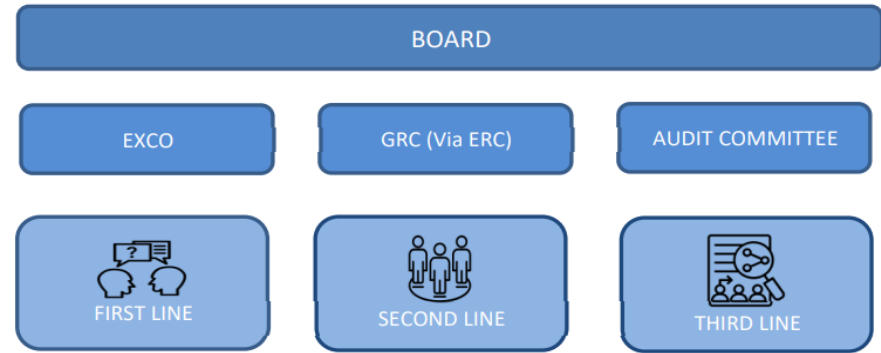 BOARD
EXCO
GRC (Via ERC)
AUDIT COMMITTEE
?
FIRST LINE
SECOND LINE
THIRD LINE